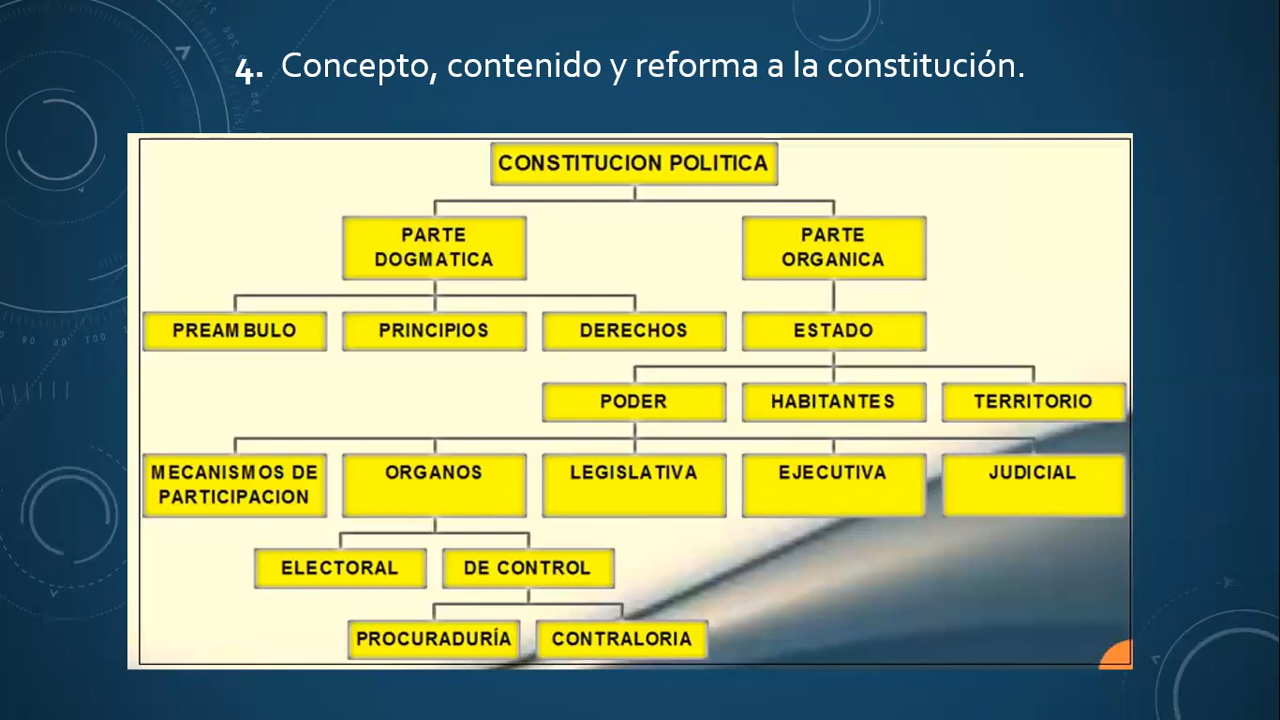 4. Concepto, contenido y reforma a la constitución.
CONSTITUCION POLITICA
PARTE
DOGMATICA
PARTE
ORGANICA
PREAMBULO
PRINCIPIOS
DERECHOS
ESTADO
PODER
HABITANTES
TERRITORIO
MECANISMOS DE
PARTICIPACION
ORGANOS
LEGISLATIVA
EJECUTIVA
JUDICIAL
ELECTORAL
DE CONTROL
PROCURADURÍA
CONTRALORIA